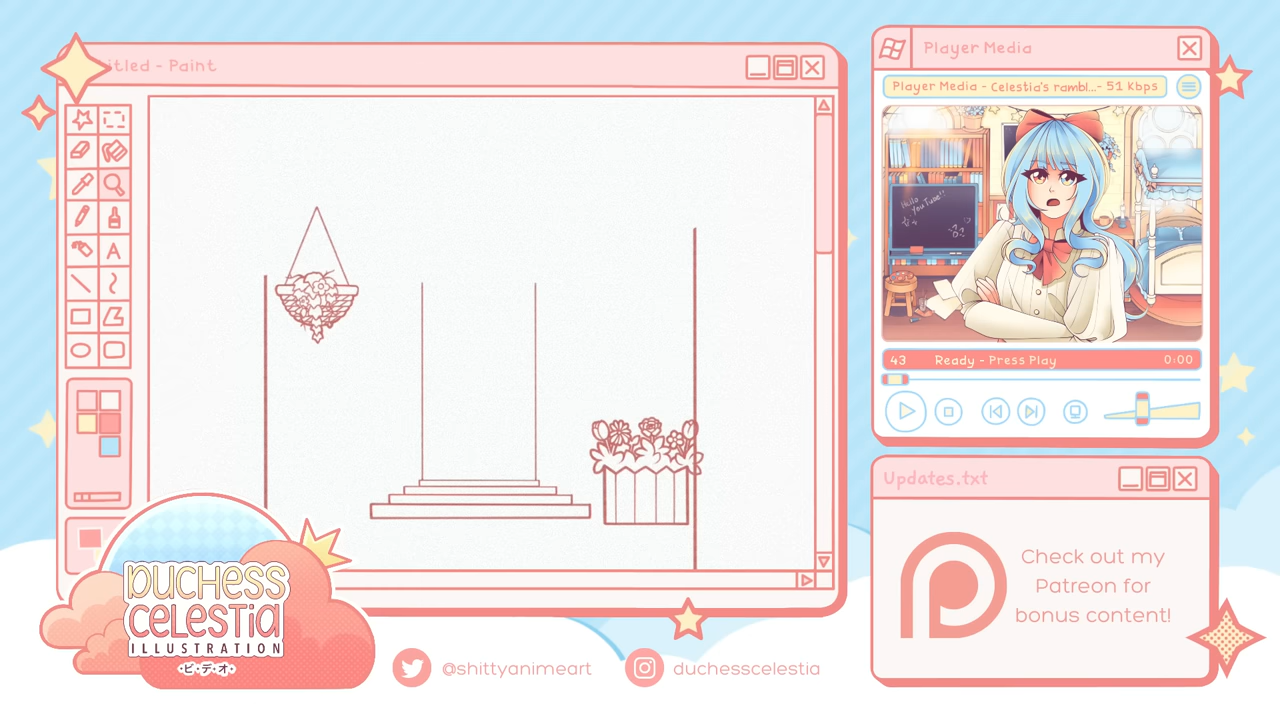 itled - Paint
Player Media
Player Media - Celestia's rambl...- 51 Kbps
Hello
YouTube!!
43 Ready - Press Play 0:00
A
Updates.txt
Check out my
Patreon for
bonus content!
DUCHESS
CELESTIA
ILLUSTRATION
・ビ・デ・オ・
@shittyanimeart
duchesscelestia